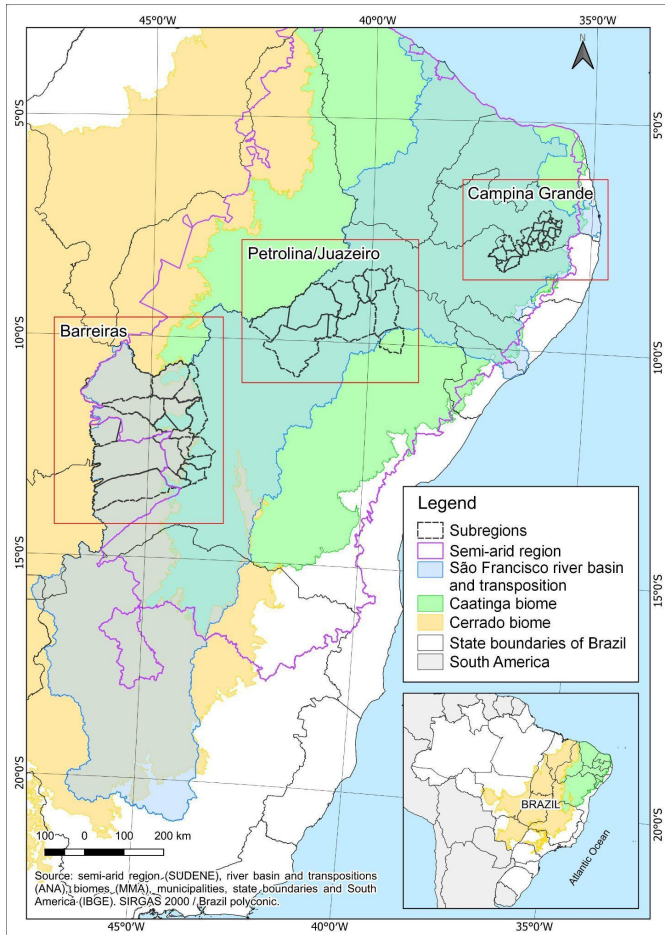 45°0'S 40°0'S 35°0'S
N
5°0'S 5°0'S
Campina Grande
Petrolina/Juazeiro
Barreiras
10°0'S 10°0'S
Legend
Subregions
Semi-arid region
São Francisco river basin
and transposition
Caatinga biome
Cerrado biome
State boundaries of Brazil
South America
15°0'S 15°0'S
BRAZIL
Atlantic Ocean
20°0'S 20°0'S
100 0 100 200 km
Source: semi-arid region (SUDENE), river basin and transpositions
(ANA), biomes (MMA), municipalities, state boundaries and South
America (IBGE). SIRGAS 2000 / Brazil polyconic.
45°0'S 40°0'S 35°0'S